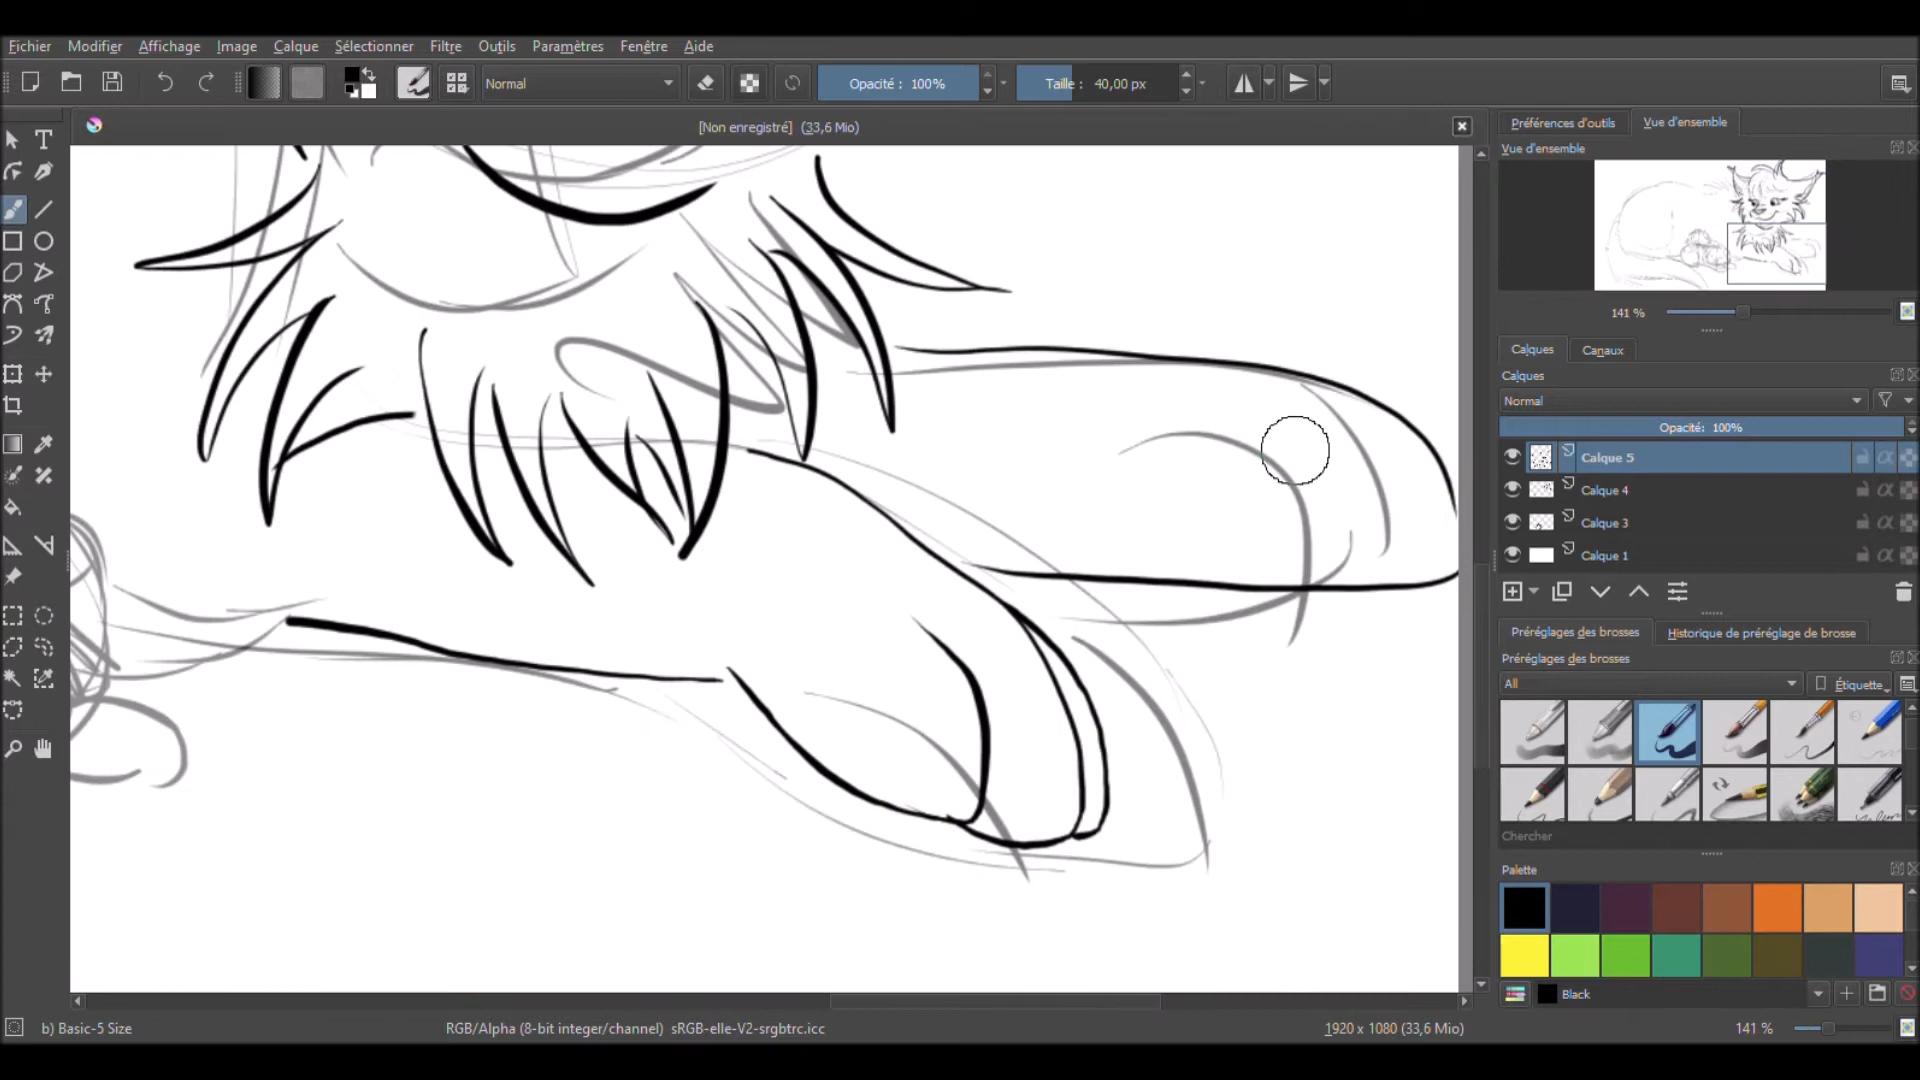 Fichier Modifier Affichage Image Calque Sélectionner Filtre Outils Paramètres Fenêtre Aide
Normal Opacité : 100% Taille : 40,00 px
[Non enregistré] (33,6 Mio)
Préférences d'outils Vue d'ensemble
Vue d'ensemble
141 %
Calques Canaux
Calques
Normal
Opacité: 100%
Calque 5
Calque 4
Calque 3
Calque 1
Préréglages des brosses Historique de préréglage de brosse
Préréglages des brosses
All Étiquette
Chercher
Palette
Black
b) Basic-5 Size RGB/Alpha (8-bit integer/channel) sRGB-elle-V2-srgbtrc.icc 1920 x 1080 (33,6 Mio) 141 %